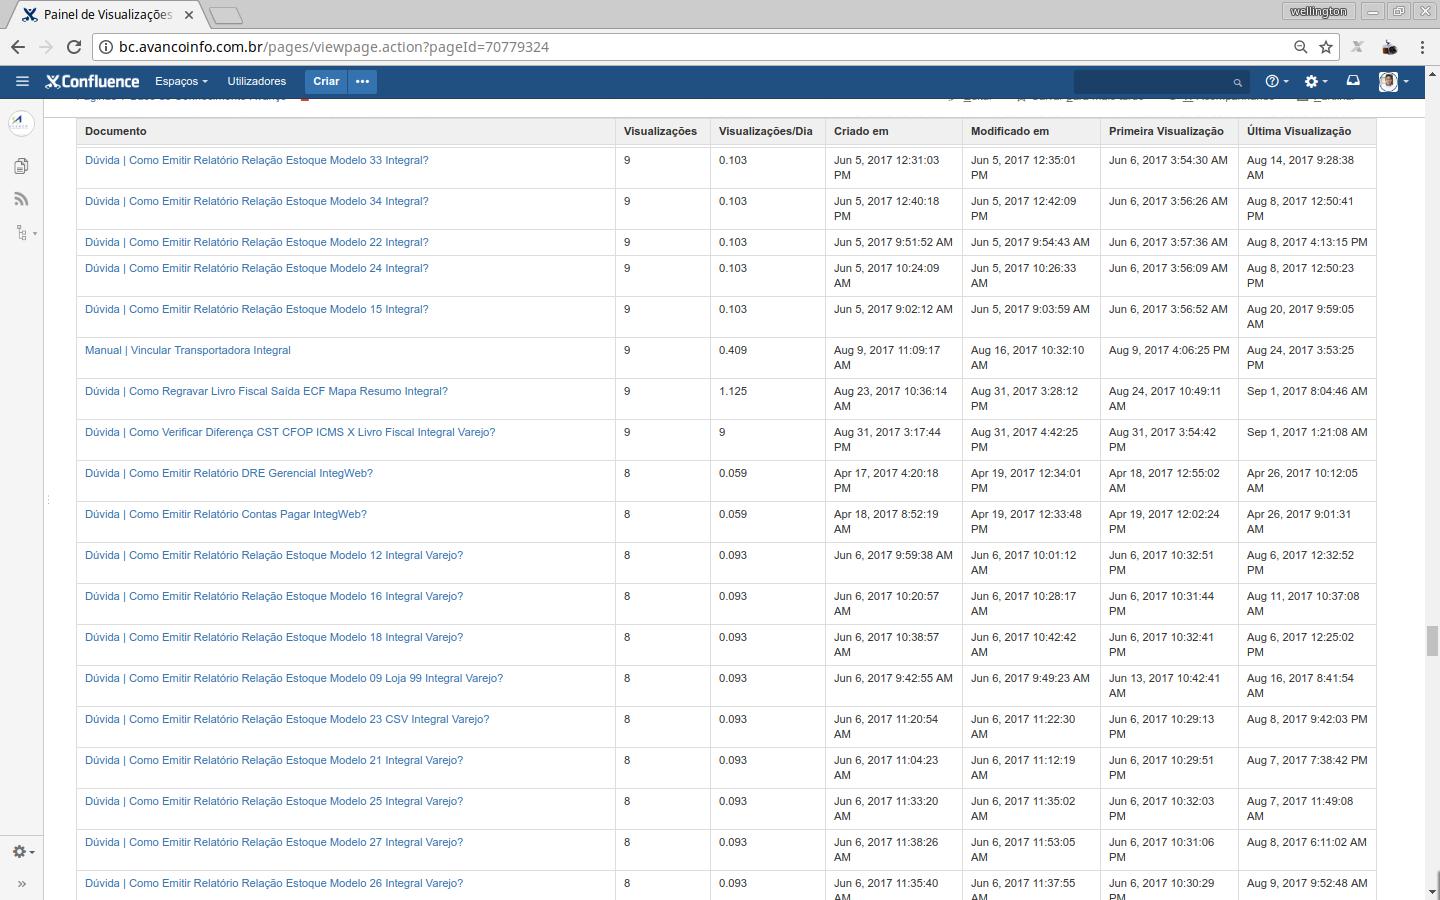 Painel de Visualizações
wellington
bc.avancoinfo.com.br/pages/viewpage.action?pageId=70779324
Confluence Espaços Utilizadores Criar •••
Documento Visualizações Visualizações/Dia Criado em Modificado em Primeira Visualização Última Visualização
Dúvida | Como Emitir Relatório Relação Estoque Modelo 33 Integral? 9 0.103 Jun 5, 2017 12:31:03 PM Jun 5, 2017 12:35:01 PM Jun 6, 2017 3:54:30 AM Aug 14, 2017 9:28:38 AM
Dúvida | Como Emitir Relatório Relação Estoque Modelo 34 Integral? 9 0.103 Jun 5, 2017 12:40:18 PM Jun 5, 2017 12:42:09 PM Jun 6, 2017 3:56:26 AM Aug 8, 2017 12:50:41 PM
Dúvida | Como Emitir Relatório Relação Estoque Modelo 22 Integral? 9 0.103 Jun 5, 2017 9:51:52 AM Jun 5, 2017 9:54:43 AM Jun 6, 2017 3:57:36 AM Aug 8, 2017 4:13:15 PM
Dúvida | Como Emitir Relatório Relação Estoque Modelo 24 Integral? 9 0.103 Jun 5, 2017 10:24:09 AM Jun 5, 2017 10:26:33 AM Jun 6, 2017 3:56:09 AM Aug 8, 2017 12:50:23 PM
Dúvida | Como Emitir Relatório Relação Estoque Modelo 15 Integral? 9 0.103 Jun 5, 2017 9:02:12 AM Jun 5, 2017 9:03:59 AM Jun 6, 2017 3:56:52 AM Aug 20, 2017 9:59:05 AM
Manual | Vincular Transportadora Integral 9 0.409 Aug 9, 2017 11:09:17 AM Aug 16, 2017 10:32:10 AM Aug 9, 2017 4:06:25 PM Aug 24, 2017 3:53:25 PM
Dúvida | Como Regravar Livro Fiscal Saída ECF Mapa Resumo Integral? 9 1.125 Aug 23, 2017 10:36:14 AM Aug 31, 2017 3:28:12 PM Aug 24, 2017 10:49:11 AM Sep 1, 2017 8:04:46 AM
Dúvida | Como Verificar Diferença CST CFOP ICMS X Livro Fiscal Integral Varejo? 9 9 Aug 31, 2017 3:17:44 PM Aug 31, 2017 4:42:25 PM Aug 31, 2017 3:54:42 PM Sep 1, 2017 1:21:08 AM
Dúvida | Como Emitir Relatório DRE Gerencial IntegWeb? 8 0.059 Apr 17, 2017 4:20:18 PM Apr 19, 2017 12:34:01 PM Apr 18, 2017 12:55:02 AM Apr 26, 2017 10:12:05 AM
Dúvida | Como Emitir Relatório Contas Pagar IntegWeb? 8 0.059 Apr 18, 2017 8:52:19 AM Apr 19, 2017 12:33:48 PM Apr 19, 2017 12:02:24 PM Apr 26, 2017 9:01:31 AM
Dúvida | Como Emitir Relatório Relação Estoque Modelo 12 Integral Varejo? 8 0.093 Jun 6, 2017 9:59:38 AM Jun 6, 2017 10:01:12 AM Jun 6, 2017 10:32:51 PM Aug 6, 2017 12:32:52 PM
Dúvida | Como Emitir Relatório Relação Estoque Modelo 16 Integral Varejo? 8 0.093 Jun 6, 2017 10:20:57 AM Jun 6, 2017 10:28:17 AM Jun 6, 2017 10:31:44 PM Aug 11, 2017 10:37:08 AM
Dúvida | Como Emitir Relatório Relação Estoque Modelo 18 Integral Varejo? 8 0.093 Jun 6, 2017 10:38:57 AM Jun 6, 2017 10:42:42 AM Jun 6, 2017 10:32:41 PM Aug 6, 2017 12:25:02 PM
Dúvida | Como Emitir Relatório Relação Estoque Modelo 09 Loja 99 Integral Varejo? 8 0.093 Jun 6, 2017 9:42:55 AM Jun 6, 2017 9:49:23 AM Jun 13, 2017 10:42:41 AM Aug 16, 2017 8:41:54 AM
Dúvida | Como Emitir Relatório Relação Estoque Modelo 23 CSV Integral Varejo? 8 0.093 Jun 6, 2017 11:20:54 AM Jun 6, 2017 11:22:30 AM Jun 6, 2017 10:29:13 PM Aug 8, 2017 9:42:03 PM
Dúvida | Como Emitir Relatório Relação Estoque Modelo 21 Integral Varejo? 8 0.093 Jun 6, 2017 11:04:23 AM Jun 6, 2017 11:12:19 AM Jun 6, 2017 10:29:51 PM Aug 7, 2017 7:38:42 PM
Dúvida | Como Emitir Relatório Relação Estoque Modelo 25 Integral Varejo? 8 0.093 Jun 6, 2017 11:33:20 AM Jun 6, 2017 11:35:02 AM Jun 6, 2017 10:32:03 PM Aug 7, 2017 11:49:08 AM
Dúvida | Como Emitir Relatório Relação Estoque Modelo 27 Integral Varejo? 8 0.093 Jun 6, 2017 11:38:26 AM Jun 6, 2017 11:53:05 AM Jun 6, 2017 10:31:06 PM Aug 8, 2017 6:11:02 AM
Dúvida | Como Emitir Relatório Relação Estoque Modelo 26 Integral Varejo? 8 0.093 Jun 6, 2017 11:35:40 AM Jun 6, 2017 11:37:55 AM Jun 6, 2017 10:30:29 PM Aug 9, 2017 9:52:48 AM